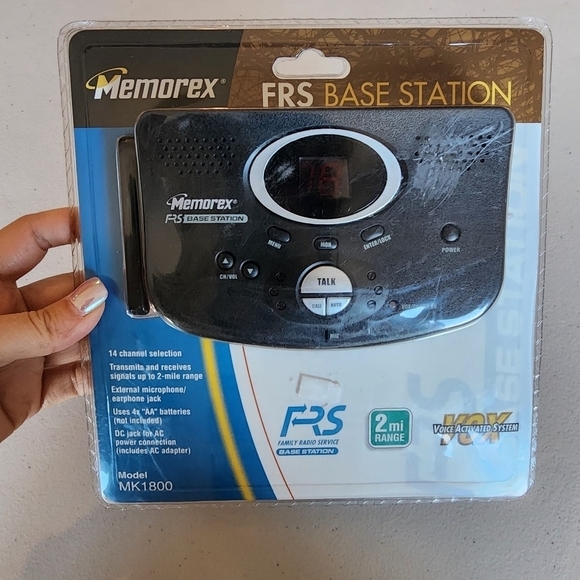 Memorex®
FRS BASE STATION
Memorex®
FRS BASE STATION
MENU
MON
ENTER/LOCK
POWER
CH/VOL
TALK
CALL
AUTO
14 channel selection
Transmits and receives
signals up to 2-mile range
External microphone/
earphone jack
Uses 4x "AA" batteries
(not included)
DC jack for AC
power connection
(includes AC adapter)
Model
MK1800
FRS
FAMILY RADIO SERVICE
BASE STATION
2mi
RANGE
VOX
VOICE ACTIVATED SYSTEM